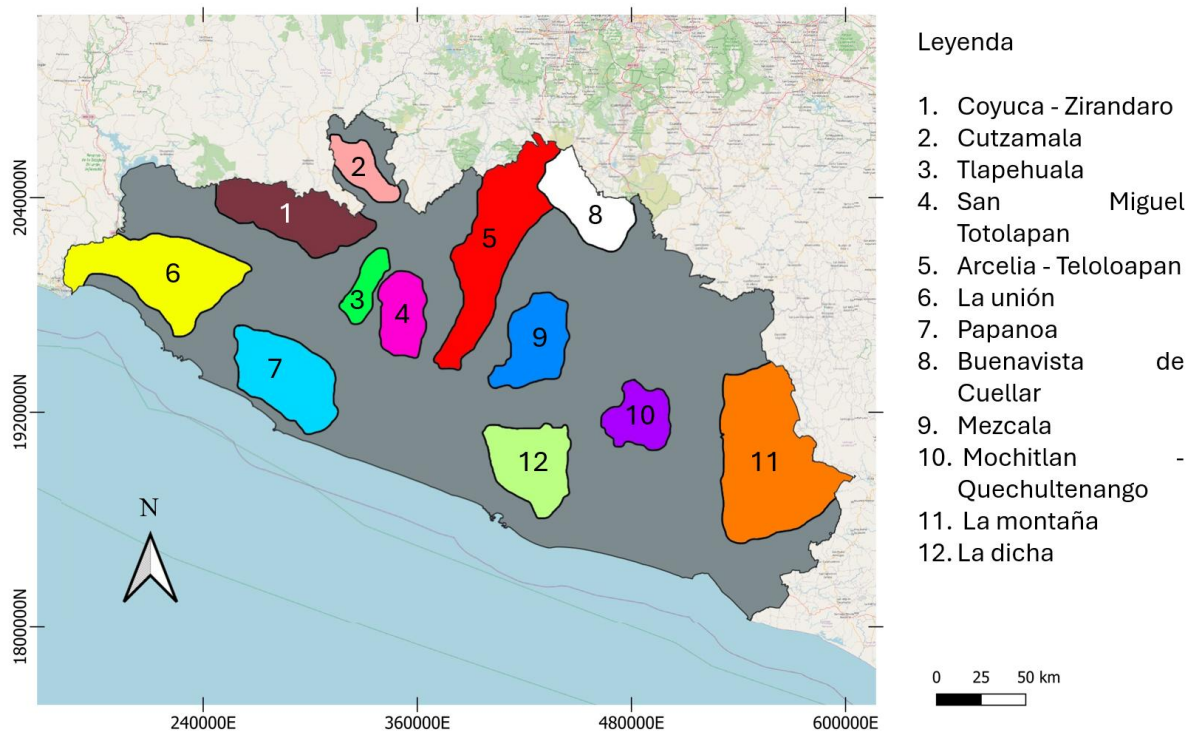 Leyenda
1. Coyuca - Zirandaro
2. Cutzamala
3. Tlapehuala
4. San Miguel
Totolapan
5. Arcelia - Teloloapan
6. La unión
7. Papanoa
8. Buenavista de
Cuellar
9. Mezcala
10. Mochitlan -
Quechultenango
11. La montaña
12. La dicha
2040000N
1920000N
1800000N
1
2
3
4
5
6
7
8
9
10
11
12
N
240000E
360000E
480000E
600000E
0 25 50 km